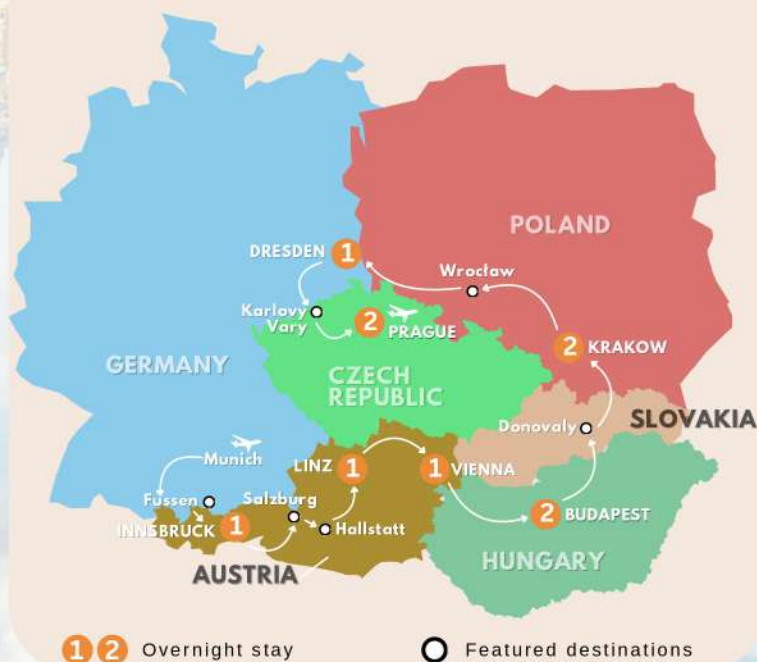 POLAND
DRESDEN 1
Wrocław
Karlovy
Vary
2 PRAGUE
2 KRAKOW
GERMANY
CZECH
REPUBLIC
SLOVAKIA
Donovaly
Munich
LINZ 1
1 VIENNA
Fussen
Salzburg
2 BUDAPEST
INNSBRUCK 1
Hallstatt
HUNGARY
AUSTRIA
1 2 Overnight stay
Featured destinations